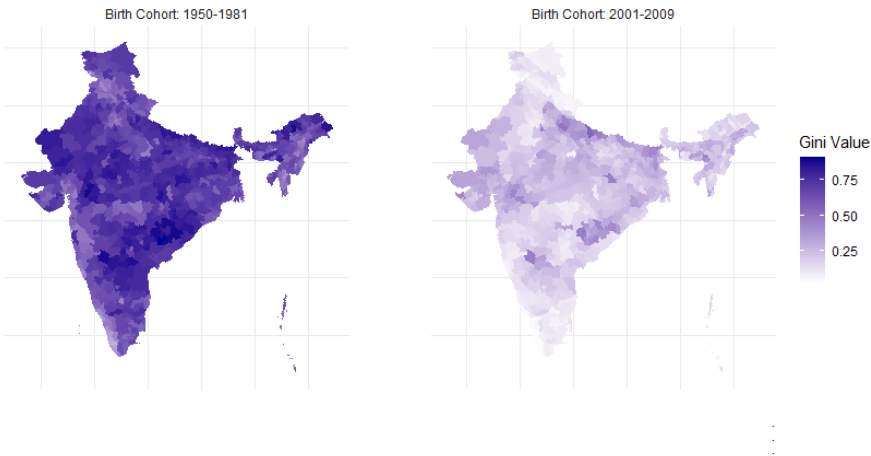 Birth Cohort: 1950-1981
Birth Cohort: 2001-2009
Gini Value
0.75
0.50
0.25